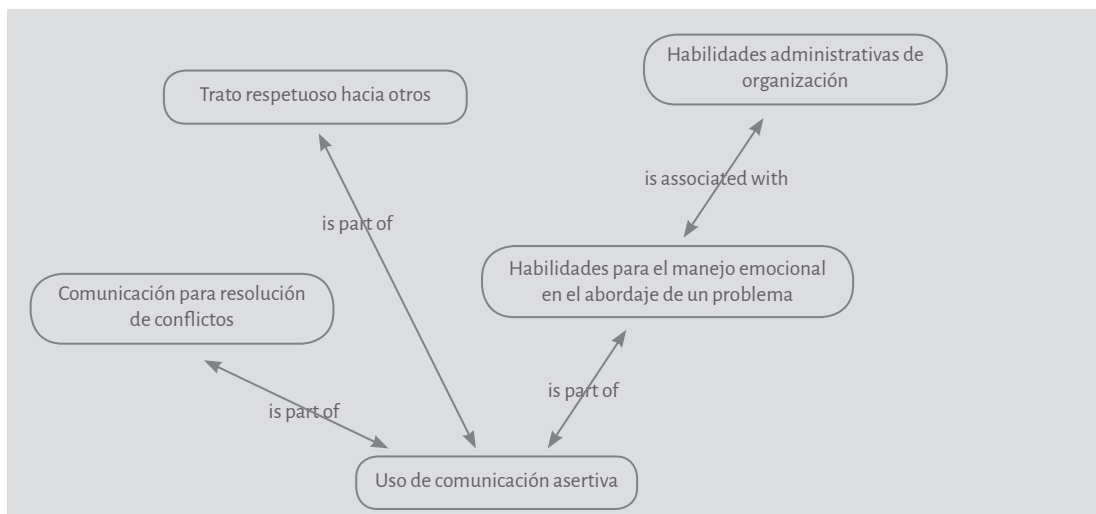 Habilidades administrativas de
organización
Trato respetuoso hacia otros
is associated with
is part of
Habilidades para el manejo emocional
en el abordaje de un problema
Comunicación para resolución
de conflictos
is part of
is part of
Uso de comunicación asertiva